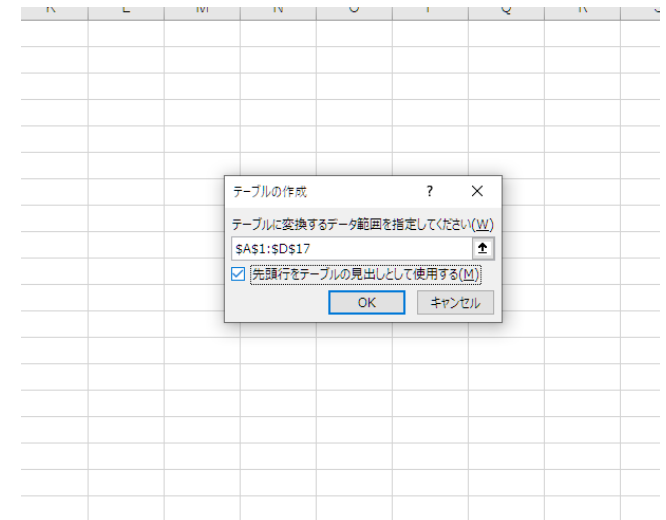 K L M N O P Q R S
テーブルの作成 ? ×
テーブルに変換するデータ範囲を指定してください(W)
$A$1:$D$17
先頭行をテーブルの見出しとして使用する(M)
OK キャンセル